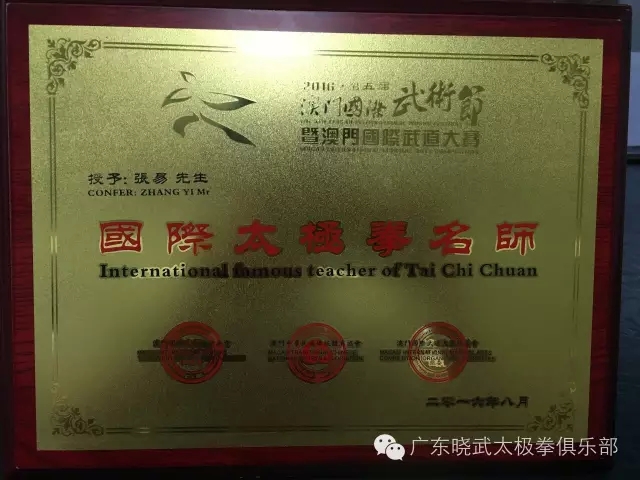 2016·第五届
澳門國際武術節
暨澳門國際武道大賽
授予: 張易 先生
CONFER: ZHANG YI Mr
國際太極拳名師
International famous teacher of Tai Chi Chuan
二零一六年八月
广东晓武太极拳俱乐部